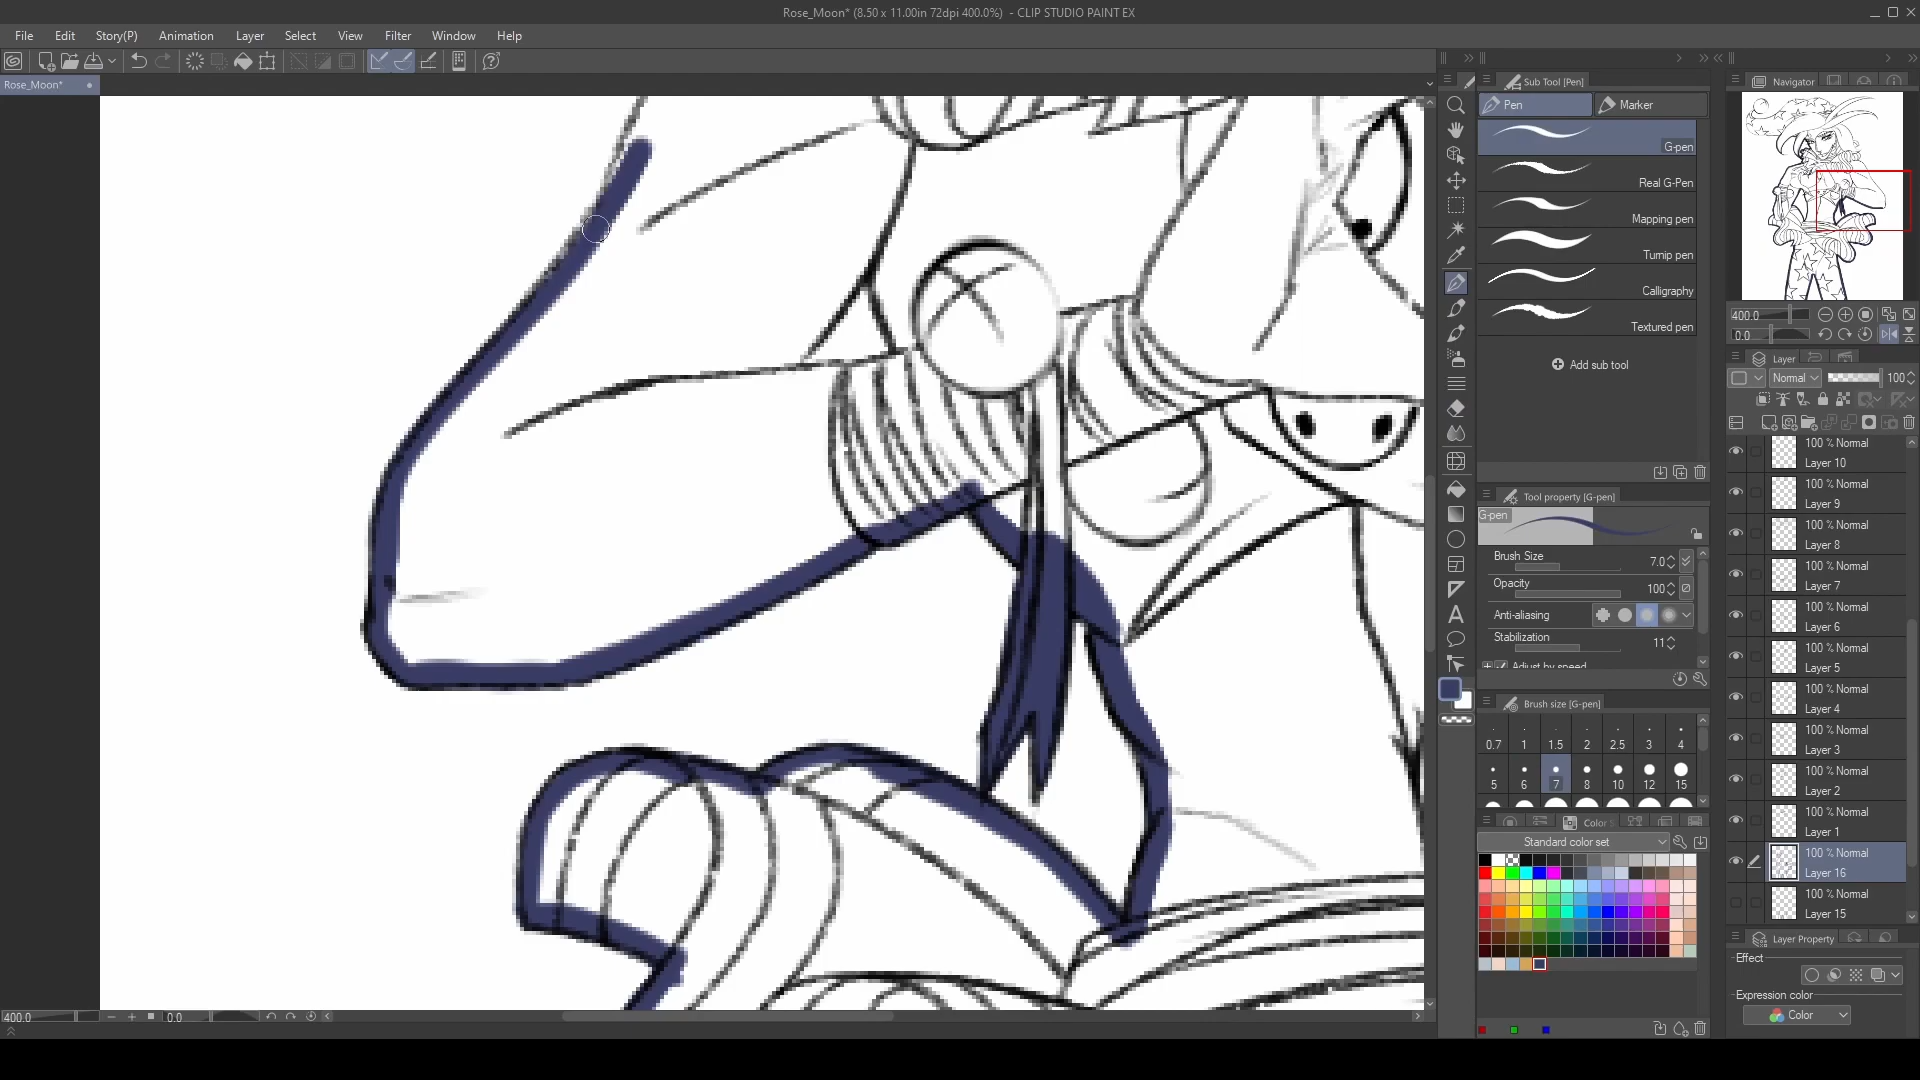 Rose_Moon* (8.50 x 11.00in 72dpi 400.0%)  - CLIP STUDIO PAINT EX
File Edit Story(P) Animation Layer Select View Filter Window Help
Rose_Moon*
Sub Tool [Pen]
Pen
Marker
G-pen
Real G-Pen
Mapping pen
Turnip pen
Calligraphy
Textured pen
Add sub tool
Tool property [G-pen]
G-pen
Brush Size 7.0
Opacity 100
Anti-aliasing
Stabilization 11
Adjust by speed
Brush size [G-pen]
0.7 1 1.5 2 2.5 3 4
5 6 7 8 10 12 15
Color
Standard color set
Navigator
400.0
0.0
Layer
Normal 100
100 % Normal
Layer 10
100 % Normal
Layer 9
100 % Normal
Layer 8
100 % Normal
Layer 7
100 % Normal
Layer 6
100 % Normal
Layer 5
100 % Normal
Layer 4
100 % Normal
Layer 3
100 % Normal
Layer 2
100 % Normal
Layer 1
100 % Normal
Layer 16
100 % Normal
Layer 15
Layer Property
Effect
Expression color
Color
400.0 0.0